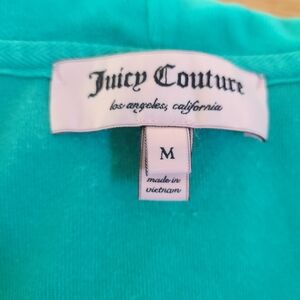 Juicy Couture
los angeles, california
M
made in
vietnam